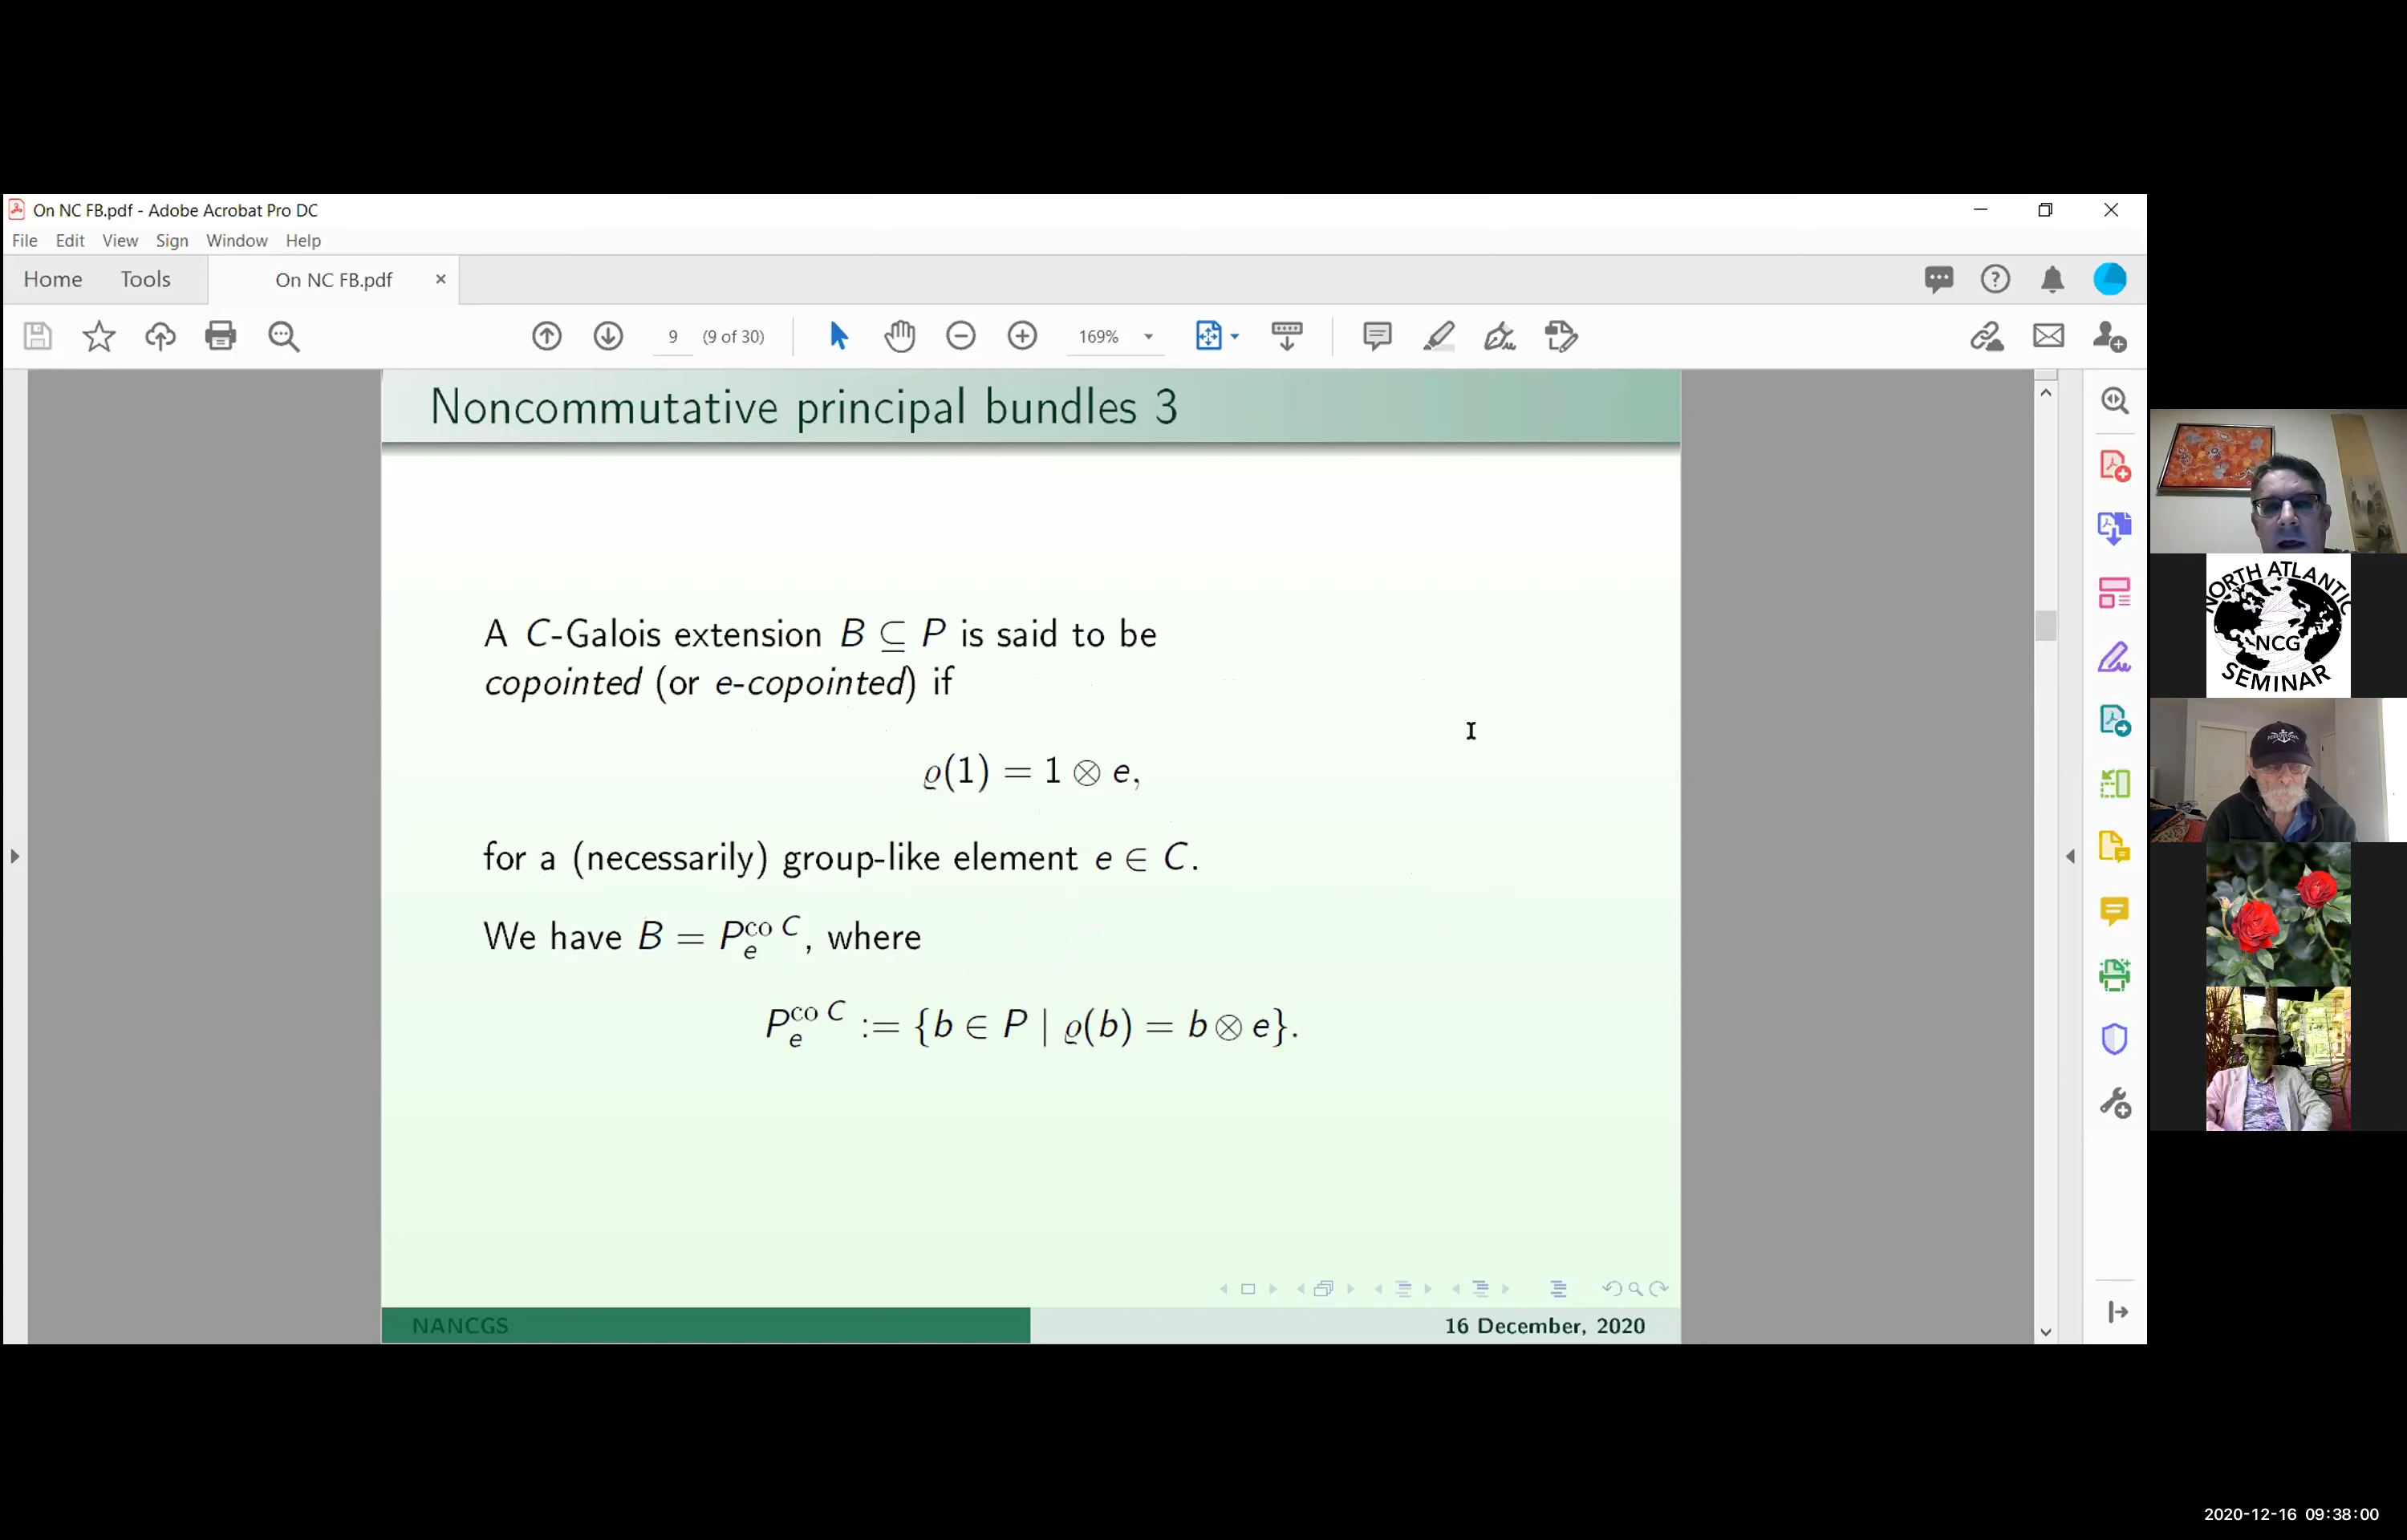 On NC FB.pdf - Adobe Acrobat Pro DC
File Edit View Sign Window Help
Home Tools On NC FB.pdf ×
9 (9 of 30) 169%
Noncommutative principal bundles 3
A C-Galois extension B ⊆ P is said to be
copointed (or e-copointed) if
ϱ(1) = 1 ⊗ e,
for a (necessarily) group-like element e ∈ C.
We have B = P_e^{co C}, where
P_e^{co C} := {b ∈ P | ϱ(b) = b ⊗ e}.
NANCGS 16 December, 2020
NORTH ATLANTIC
NCG
SEMINAR
2020-12-16 09:38:00